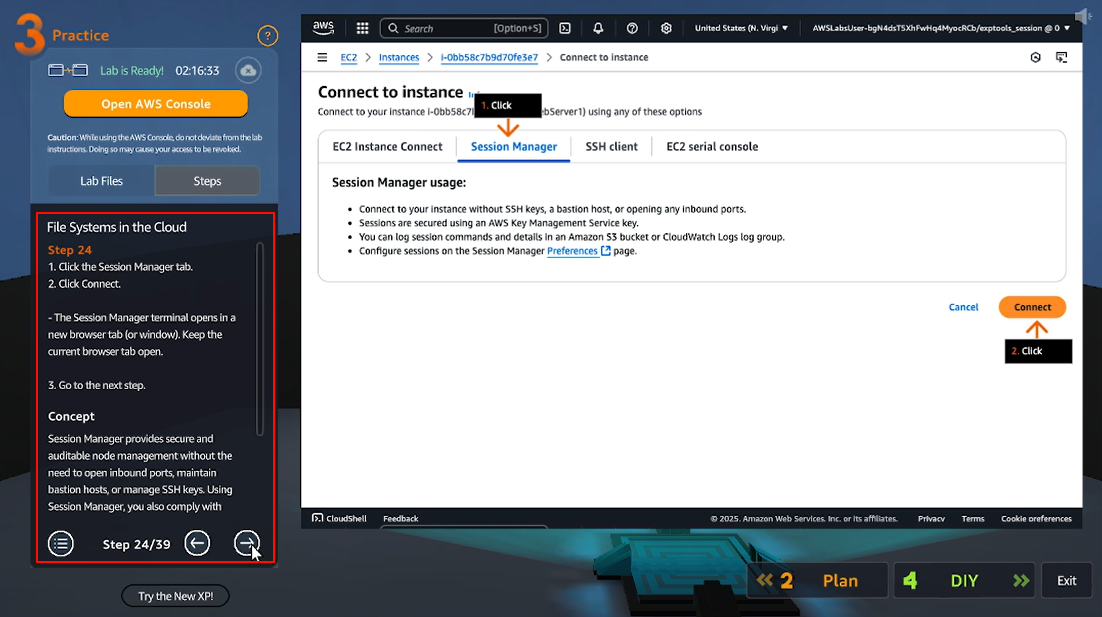 3 Practice
?
Lab is Ready! 02:16:33
Open AWS Console
Caution: While using the AWS Console, do not deviate from the lab
instructions. Doing so may cause your access to be revoked.
Lab Files Steps
File Systems in the Cloud
Step 24
1. Click the Session Manager tab.
2. Click Connect.
- The Session Manager terminal opens in a
new browser tab (or window). Keep the
current browser tab open.
3. Go to the next step.
Concept
Session Manager provides secure and
auditable node management without the
need to open inbound ports, maintain
bastion hosts, or manage SSH keys. Using
Session Manager, you also comply with
Step 24/39
Try the New XP!
aws Search [Option+S] United States (N. Virgi AWSLabsUser-bgN4dsT5XhFwHq4MyocRCb/exptools_session @ 0
EC2 > Instances > i-0bb58c7b9d70fe3e7 > Connect to instance
Connect to instance
1. Click
Connect to your instance i-0bb58c7 ebServer1) using any of these options
EC2 Instance Connect Session Manager SSH client EC2 serial console
Session Manager usage:
• Connect to your instance without SSH keys, a bastion host, or opening any inbound ports.
• Sessions are secured using an AWS Key Management Service key.
• You can log session commands and details in an Amazon S3 bucket or CloudWatch Logs log group.
• Configure sessions on the Session Manager Preferences page.
Cancel Connect
2. Click
CloudShell Feedback © 2025, Amazon Web Services, Inc. or its affiliates. Privacy Terms Cookie preferences
2 Plan 4 DIY Exit